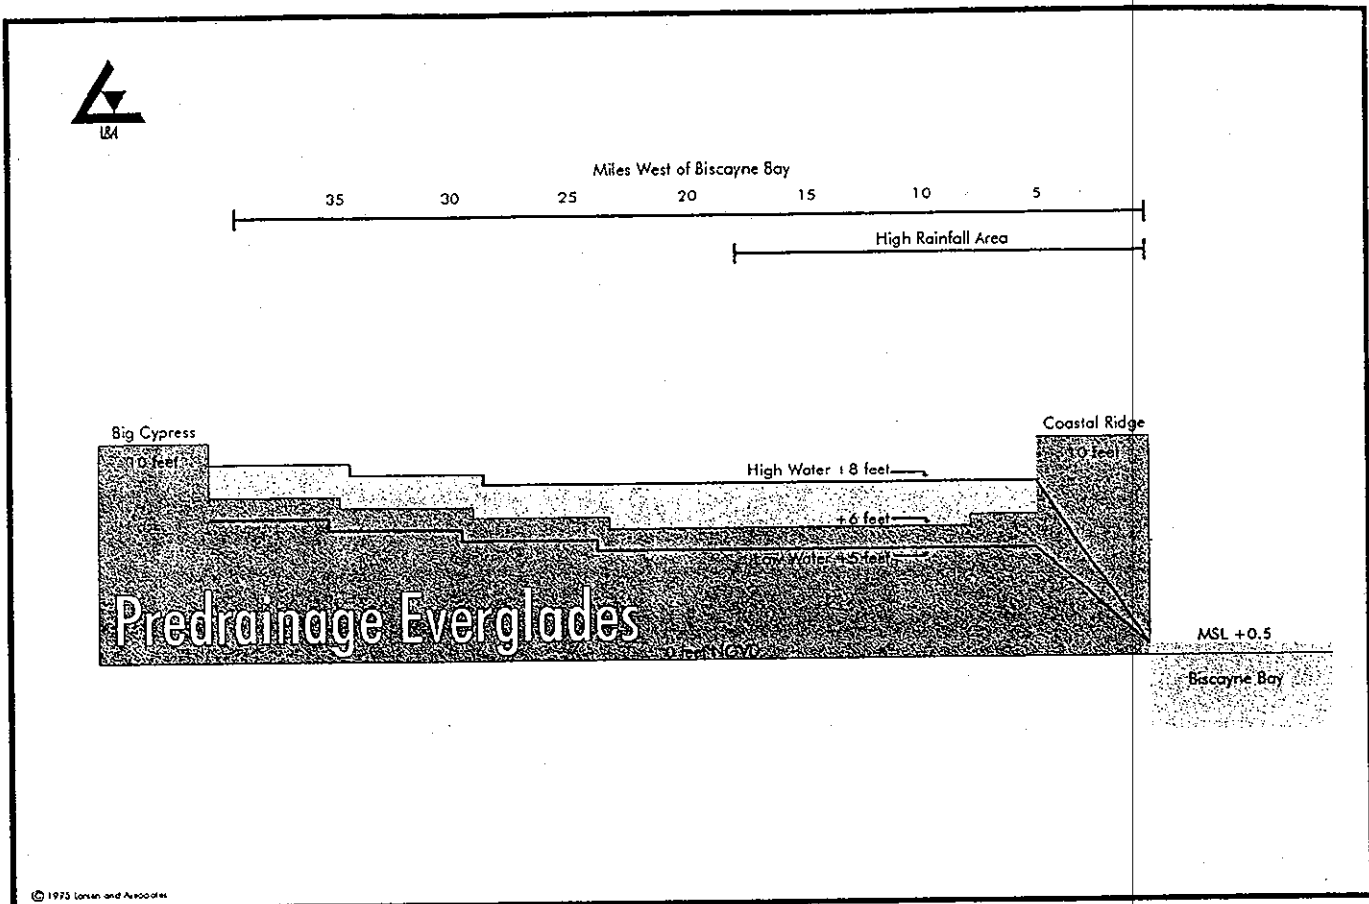 L&A
Miles West of Biscayne Bay
35 30 25 20 15 10 5
High Rainfall Area
Big Cypress
10 feet
Coastal Ridge
10 feet
High Water +8 feet
+6 feet
Low Water +5 feet
Predrainage Everglades
MSL +0.5
Biscayne Bay
© 1975 Larsen and Associates